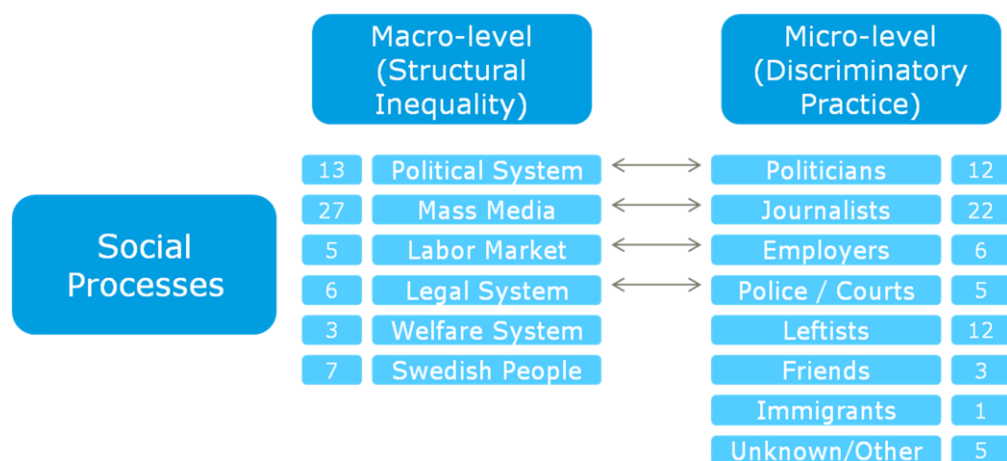 Macro-level
(Structural
Inequality)
Micro-level
(Discriminatory
Practice)
Social
Processes
13 Political System Politicians 12
27 Mass Media Journalists 22
5 Labor Market Employers 6
6 Legal System Police / Courts 5
3 Welfare System Leftists 12
7 Swedish People Friends 3
Immigrants 1
Unknown/Other 5